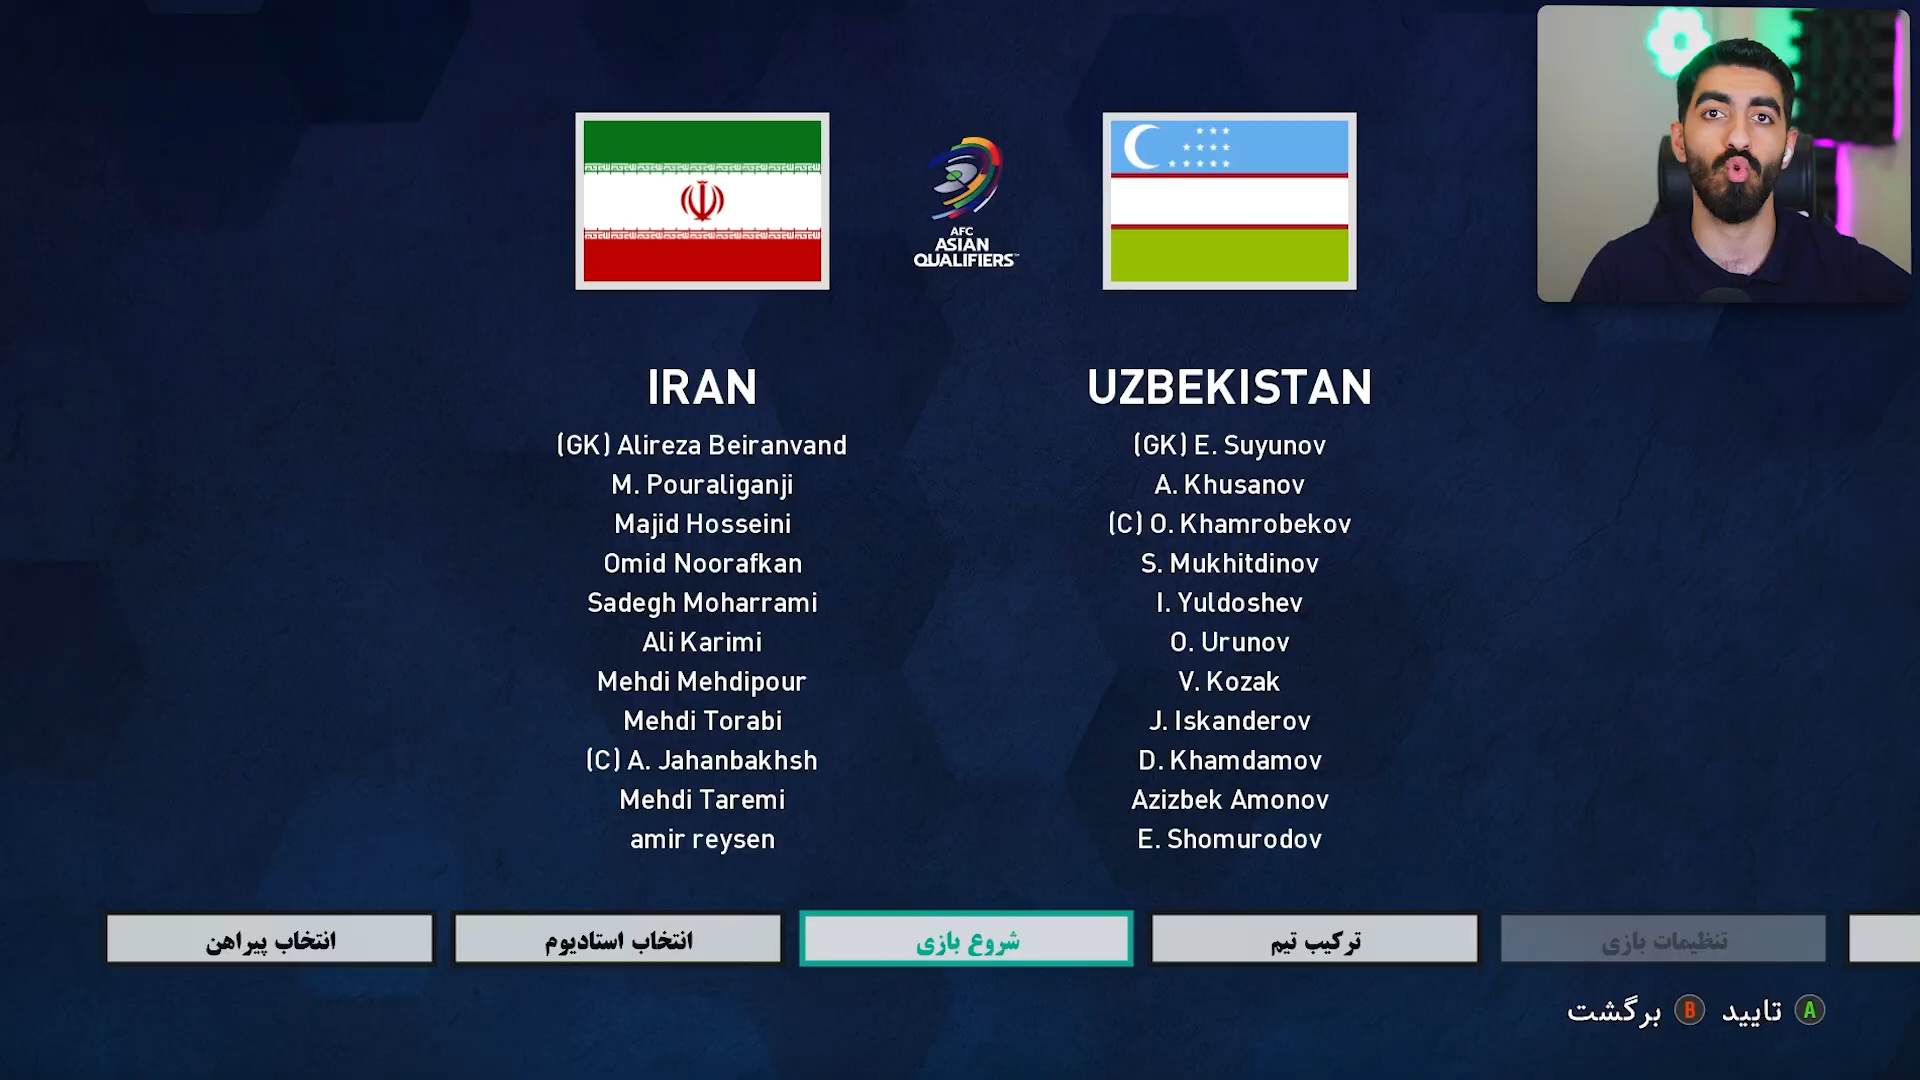 AFC
ASIAN
QUALIFIERS™
IRAN
(GK) Alireza Beiranvand
M. Pouraliganji
Majid Hosseini
Omid Noorafkan
Sadegh Moharrami
Ali Karimi
Mehdi Mehdipour
Mehdi Torabi
(C) A. Jahanbakhsh
Mehdi Taremi
amir reysen
UZBEKISTAN
(GK) E. Suyunov
A. Khusanov
(C) O. Khamrobekov
S. Mukhitdinov
I. Yuldoshev
O. Urunov
V. Kozak
J. Iskanderov
D. Khamdamov
Azizbek Amonov
E. Shomurodov
انتخاب پیراهن
انتخاب استادیوم
شروع بازی
ترکیب تیم
تنظیمات بازی
A تایید B برگشت